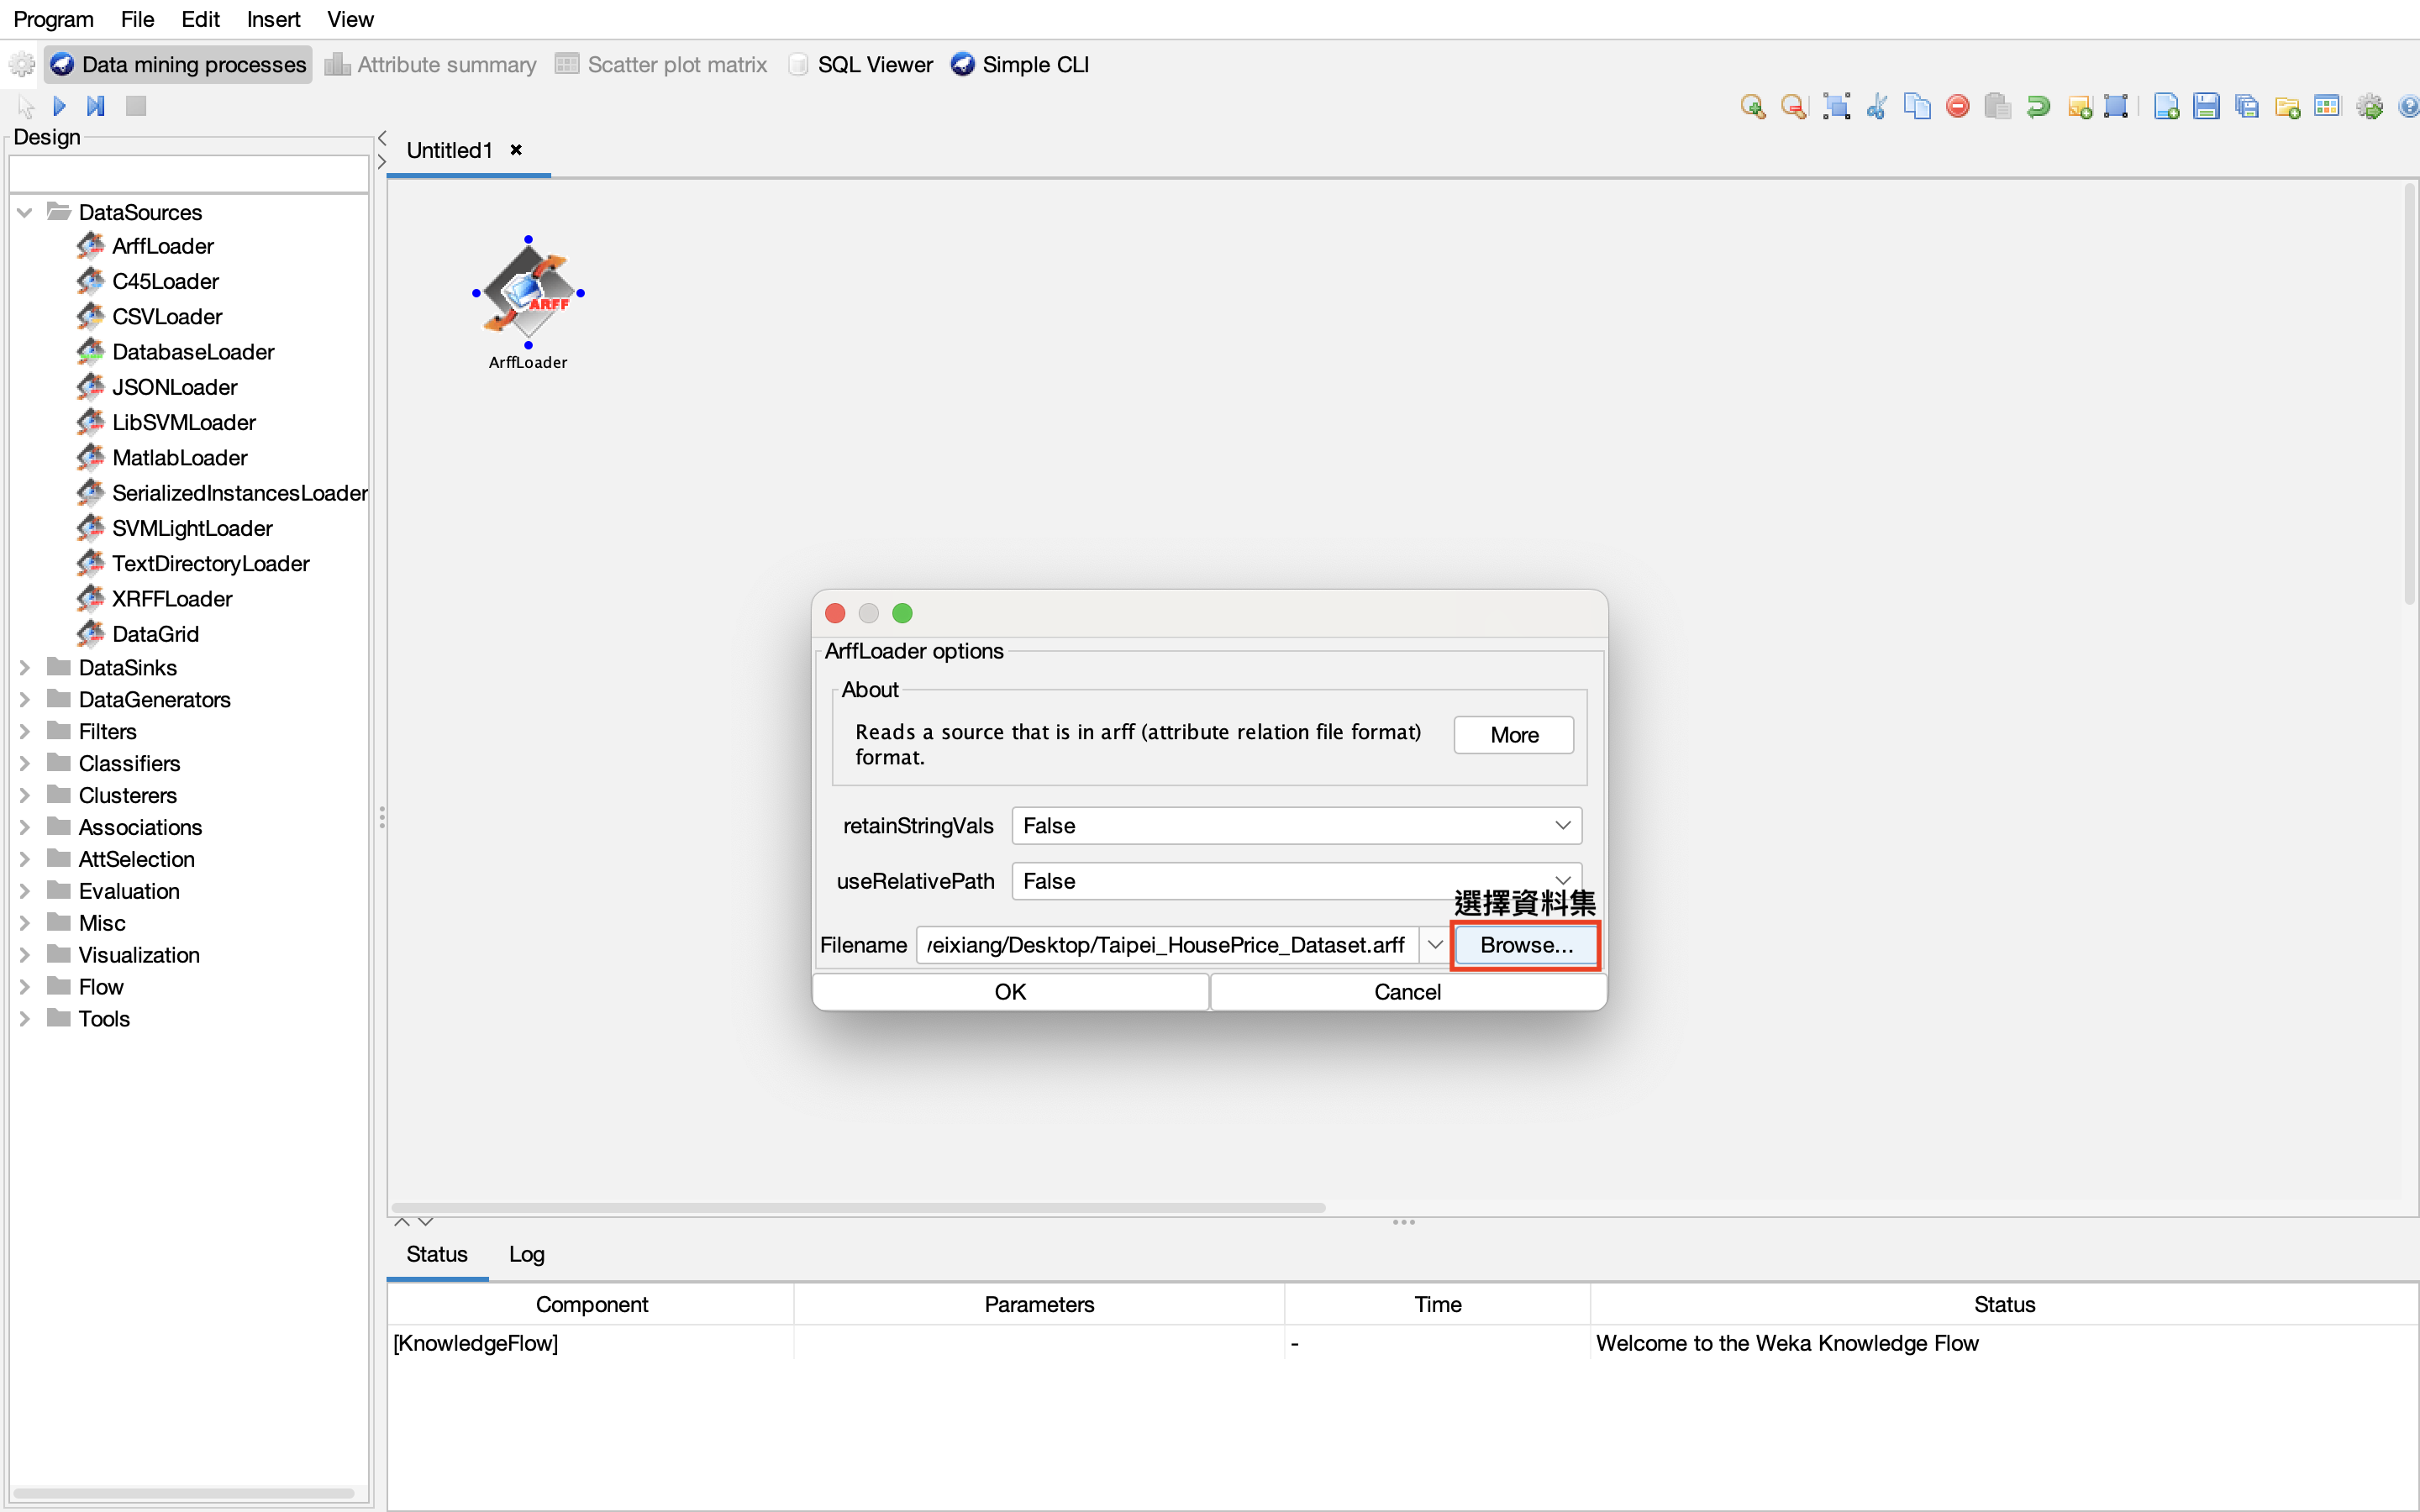 Program File Edit Insert View
Data mining processes Attribute summary Scatter plot matrix SQL Viewer Simple CLI
Design
Untitled1
DataSources
ArffLoader
C45Loader
CSVLoader
DatabaseLoader
JSONLoader
LibSVMLoader
MatlabLoader
SerializedInstancesLoader
SVMLightLoader
TextDirectoryLoader
XRFFLoader
DataGrid
DataSinks
DataGenerators
Filters
Classifiers
Clusterers
Associations
AttSelection
Evaluation
Misc
Visualization
Flow
Tools
ARFF
ArffLoader
ArffLoader options
About
Reads a source that is in arff (attribute relation file format)
format.
More
retainStringVals False
useRelativePath False
選擇資料集
Filename eixiang/Desktop/Taipei_HousePrice_Dataset.arff Browse...
OK Cancel
Status Log
Component Parameters Time Status
[KnowledgeFlow] - Welcome to the Weka Knowledge Flow